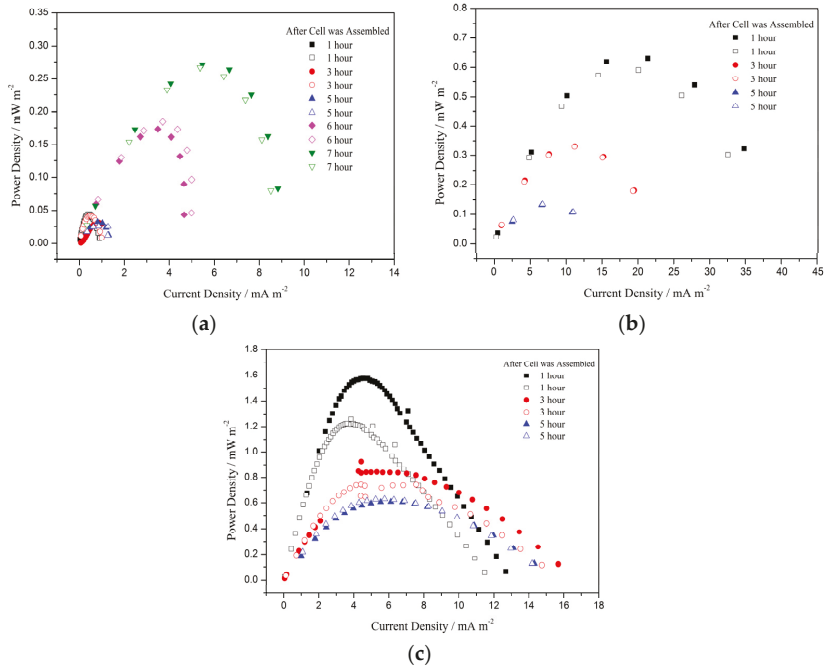 0.35
0.30
0.25
0.20
0.15
0.10
0.05
0.00
Power Density / mW m-2
0 2 4 6 8 10 12 14
Current Density / mA m-2
After Cell was Assembled
1 hour
1 hour
3 hour
3 hour
5 hour
5 hour
6 hour
6 hour
7 hour
7 hour
(a)
0.8
0.6
0.4
0.2
0.0
Power Density / mW m-2
0 5 10 15 20 25 30 35 40 45
Current Density / mA m-2
After Cell was Assembled
1 hour
1 hour
3 hour
3 hour
5 hour
5 hour
(b)
1.8
1.6
1.4
1.2
1.0
0.8
0.6
0.4
0.2
0.0
Power Density / mW m-2
0 2 4 6 8 10 12 14 16 18
Current Density / mA m-2
After Cell was Assembled
1 hour
1 hour
3 hour
3 hour
5 hour
5 hour
(c)